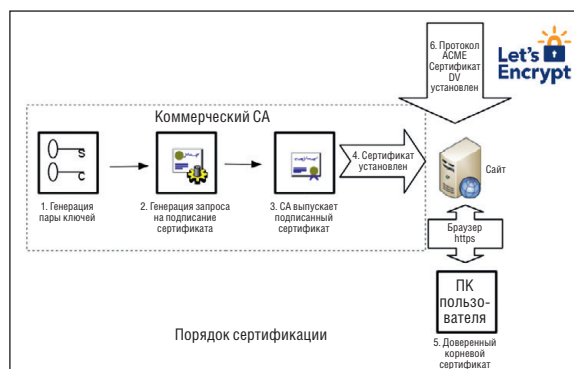 6. Протокол
ACME
Сертификат
DV
установлен
Let's
Encrypt
Коммерческий CA
S
C
4. Сертификат
установлен
Сайт
1. Генерация
пары ключей
2. Генерация запроса
на подписание
сертификата
3. CA выпускает
подписанный
сертификат
Браузер
https
ПК
пользо-
вателя
Порядок сертификации
5. Доверенный
корневой
сертификат